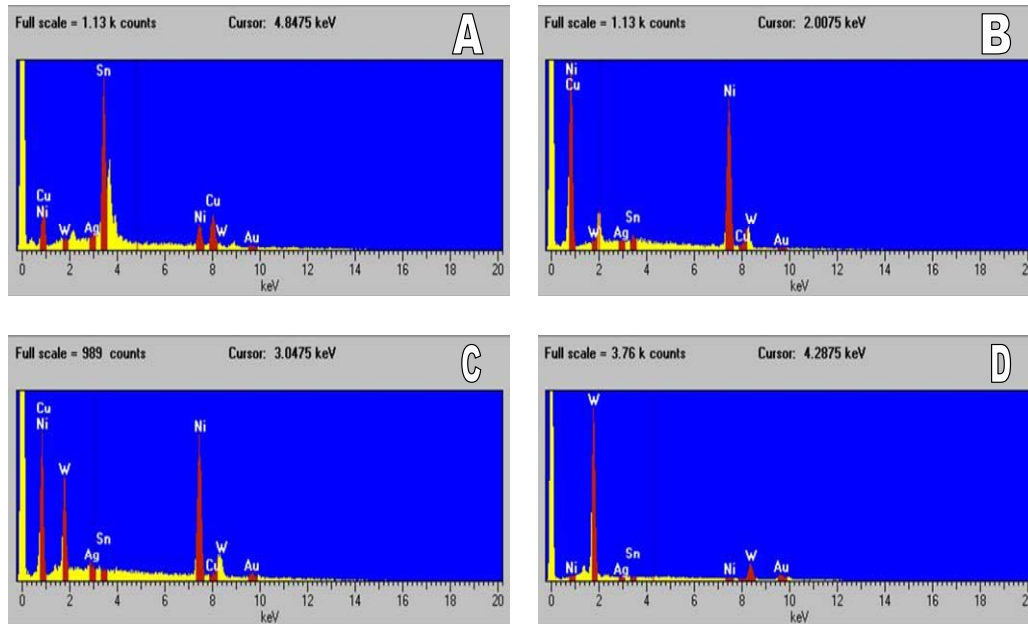 Full scale = 1.13 k counts Cursor: 4.8475 keV A
Sn
Cu
Ni
W
Ag
Ni
Cu
W
Au
0 2 4 6 8 10 12 14 16 18 20
keV
Full scale = 1.13 k counts Cursor: 2.0075 keV B
Ni
Cu
W
Ag
Sn
Ni
Cu
W
Au
0 2 4 6 8 10 12 14 16 18
keV
Full scale = 989 counts Cursor: 3.0475 keV C
Cu
Ni
W
Ag
Sn
Ni
Cu
W
Au
0 2 4 6 8 10 12 14 16 18 20
keV
Full scale = 3.76 k counts Cursor: 4.2875 keV D
W
Ni
Ag
Sn
Ni
W
Au
0 2 4 6 8 10 12 14 16 18
keV